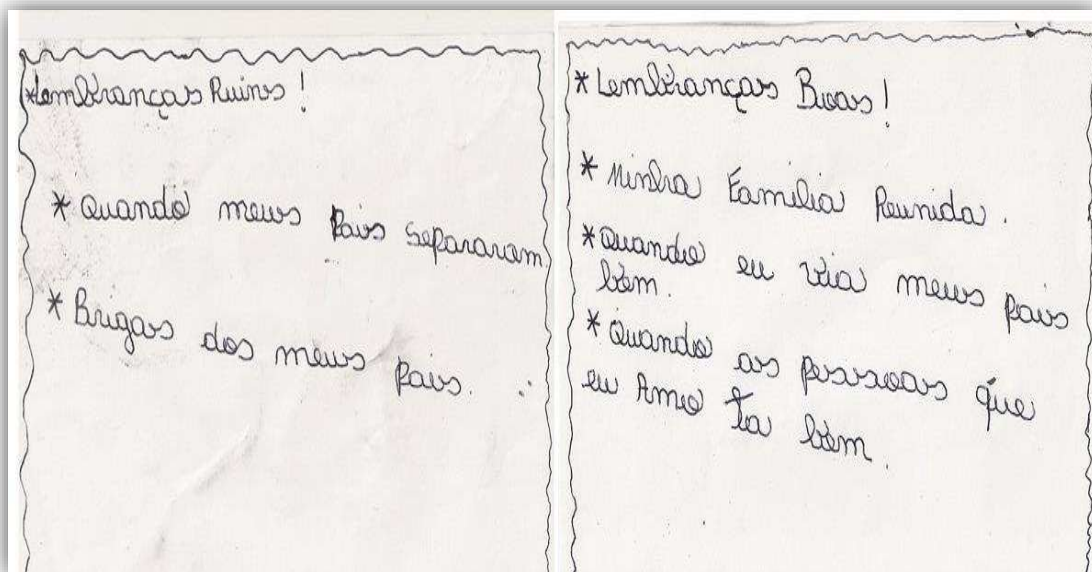 *Lembranças Ruins!
* Quando meus Pais separaram
* Brigas dos meus Pais.
* Lembranças Boas!
* Minha Família Reunida.
* Quando eu via meus pais
bem.
* Quando as pessoas que
eu Amo Ta bem.